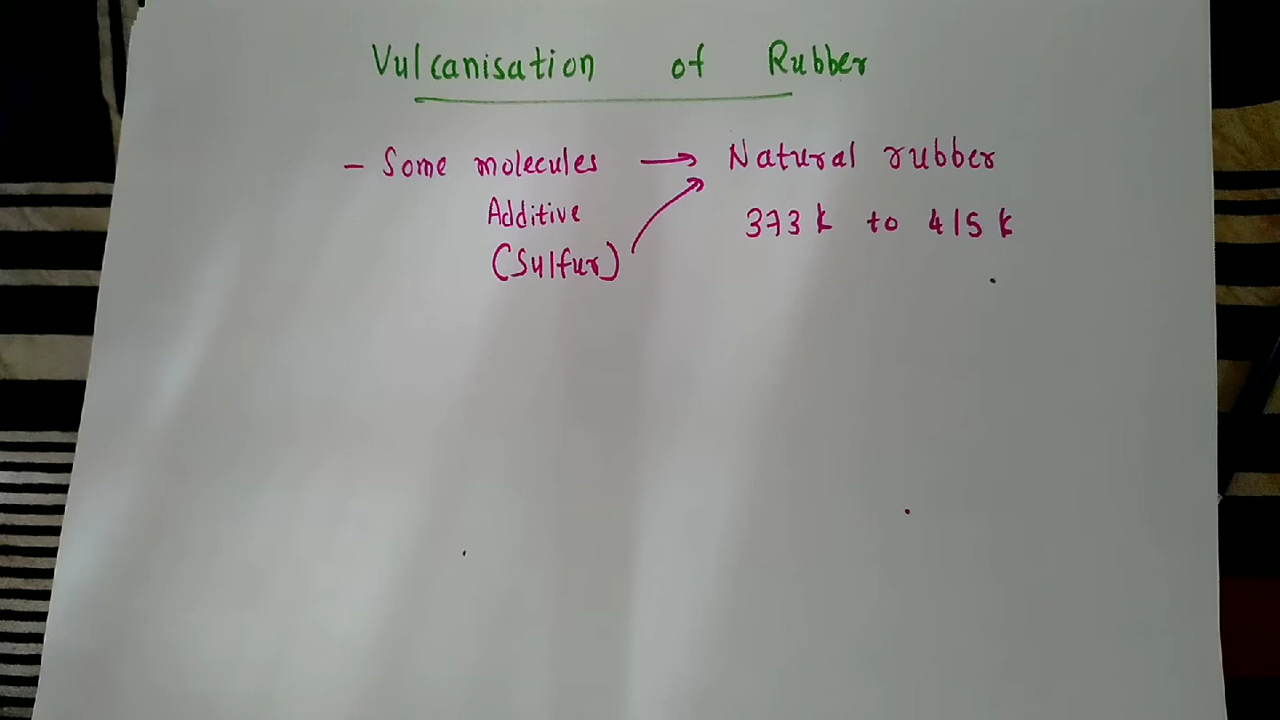 Vulcanisation of Rubber
- Some molecules → Natural rubber
Additive 373 k to 415 k
(Sulfur)